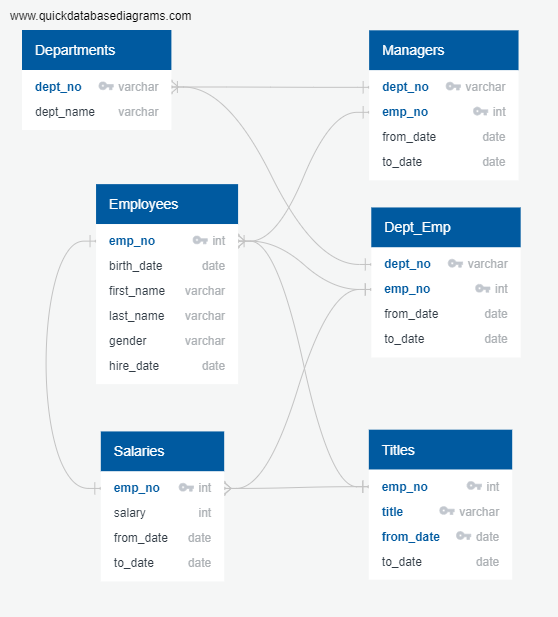 www.quickdatabasediagrams.com
Departments
dept_no varchar
dept_name varchar
Managers
dept_no varchar
emp_no int
from_date date
to_date date
Employees
emp_no int
birth_date date
first_name varchar
last_name varchar
gender varchar
hire_date date
Dept_Emp
dept_no varchar
emp_no int
from_date date
to_date date
Salaries
emp_no int
salary int
from_date date
to_date date
Titles
emp_no int
title varchar
from_date date
to_date date